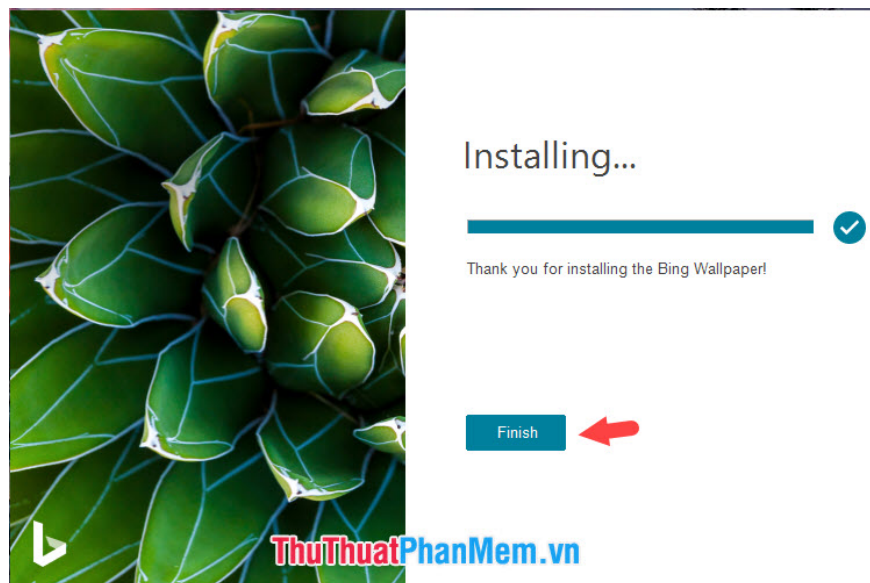 Installing...
Thank you for installing the Bing Wallpaper!
Finish
ThuThuatPhanMem.vn